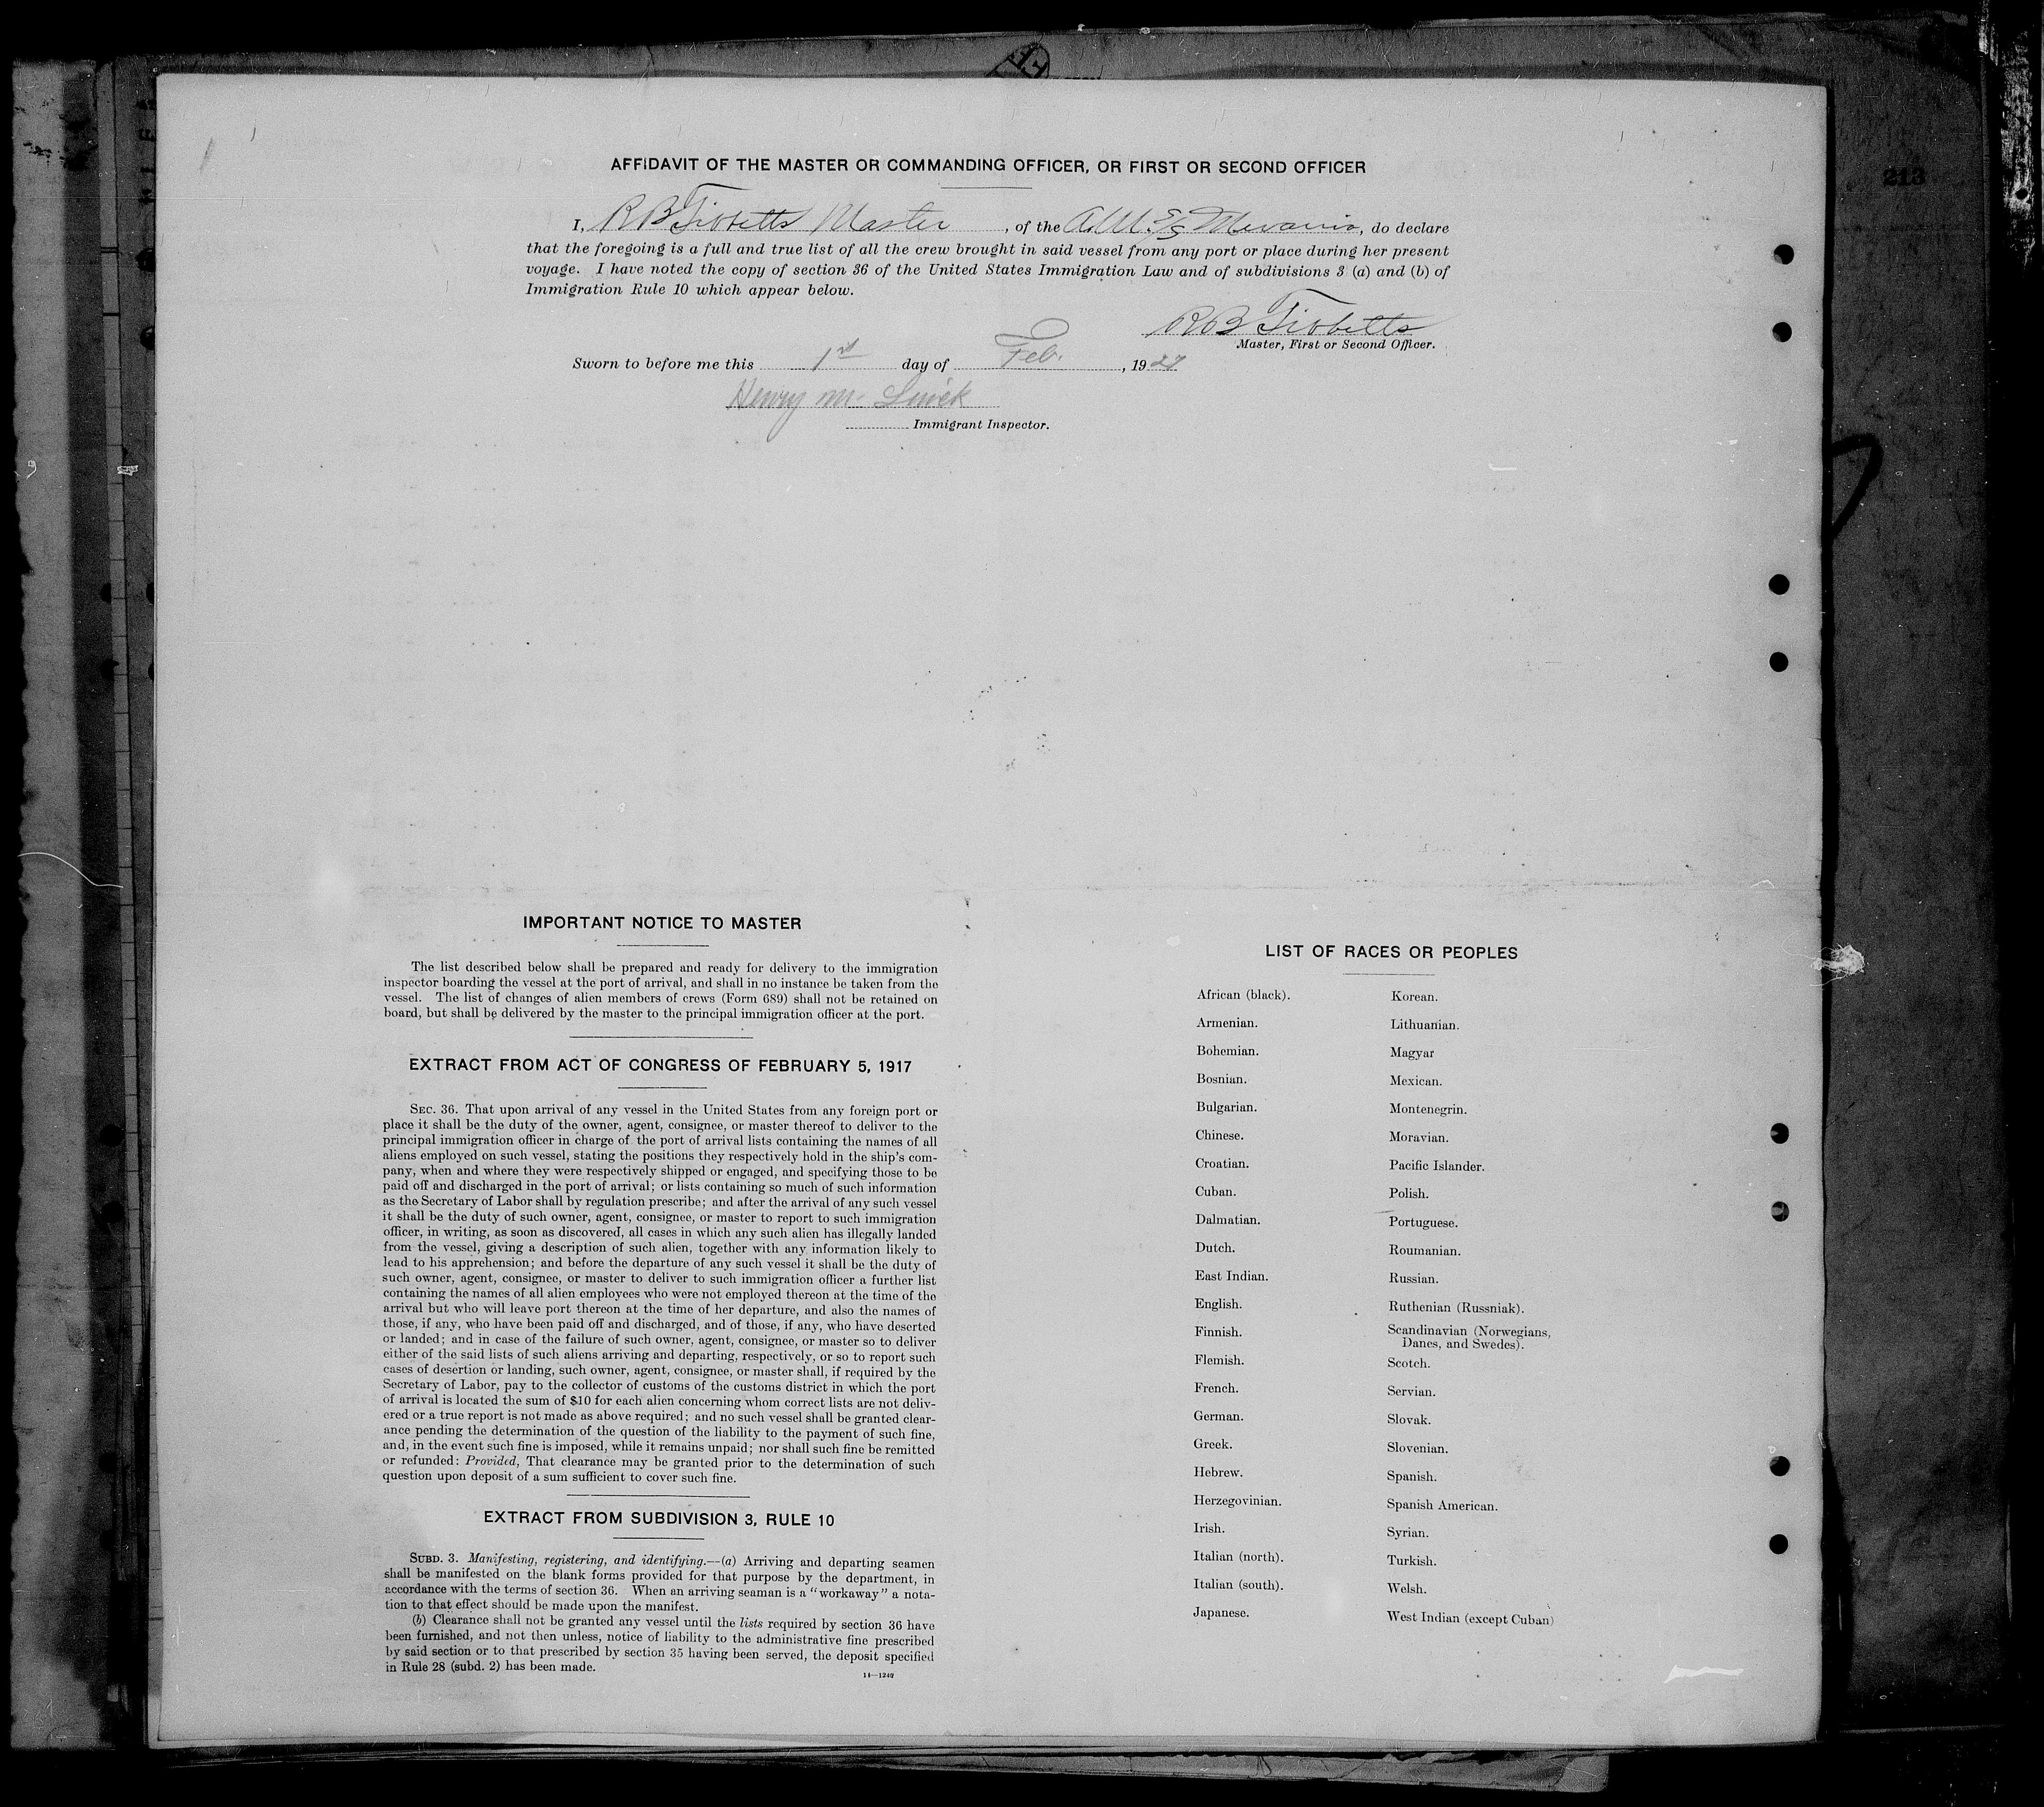 213
AFFIDAVIT OF THE MASTER OR COMMANDING OFFICER, OR FIRST OR SECOND OFFICER
I, R B Tibbetts Master, of the A.M.S/S, do declare
that the foregoing is a full and true list of all the crew brought in said vessel from any port or place during her present
voyage. I have noted the copy of section 36 of the United States Immigration Law and of subdivisions 3 (a) and (b) of
Immigration Rule 10 which appear below.
R B Tibbetts
Master, First or Second Officer.
Sworn to before me this 1st day of Feb., 1927
Henry M.
Immigrant Inspector.
IMPORTANT NOTICE TO MASTER
The list described below shall be prepared and ready for delivery to the immigration
inspector boarding the vessel at the port of arrival, and shall in no instance be taken from the
vessel. The list of changes of alien members of crews (Form 689) shall not be retained on
board, but shall be delivered by the master to the principal immigration officer at the port.
EXTRACT FROM ACT OF CONGRESS OF FEBRUARY 5, 1917
SEC. 36. That upon arrival of any vessel in the United States from any foreign port or
place it shall be the duty of the owner, agent, consignee, or master thereof to deliver to the
principal immigration officer in charge of the port of arrival lists containing the names of all
aliens employed on such vessel, stating the positions they respectively hold in the ship's com-
pany, when and where they were respectively shipped or engaged, and specifying those to be
paid off and discharged in the port of arrival; or lists containing so much of such information
as the Secretary of Labor shall by regulation prescribe; and after the arrival of any such vessel
it shall be the duty of such owner, agent, consignee, or master to report to such immigration
officer, in writing, as soon as discovered, all cases in which any such alien has illegally landed
from the vessel, giving a description of such alien, together with any information likely to
lead to his apprehension; and before the departure of any such vessel it shall be the duty of
such owner, agent, consignee, or master to deliver to such immigration officer a further list
containing the names of all alien employees who were not employed thereon at the time of the
arrival but who will leave port thereon at the time of her departure, and also the names of
those, if any, who have been paid off and discharged, and of those, if any, who have deserted
or landed; and in case of the failure of such owner, agent, consignee, or master so to deliver
either of the said lists of such aliens arriving and departing, respectively, or so to report such
cases of desertion or landing, such owner, agent, consignee, or master shall, if required by the
Secretary of Labor, pay to the collector of customs of the customs district in which the port
of arrival is located the sum of $10 for each alien concerning whom correct lists are not deliv-
ered or a true report is not made as above required; and no such vessel shall be granted clear-
ance pending the determination of the question of the liability to the payment of such fine,
and, in the event such fine is imposed, while it remains unpaid; nor shall such fine be remitted
or refunded: Provided, That clearance may be granted prior to the determination of such
question upon deposit of a sum sufficient to cover such fine.
EXTRACT FROM SUBDIVISION 3, RULE 10
SUBD. 3. Manifesting, registering, and identifying.—(a) Arriving and departing seamen
shall be manifested on the blank forms provided for that purpose by the department, in
accordance with the terms of section 36. When an arriving seaman is a "workaway" a nota-
tion to that effect should be made upon the manifest.
(b) Clearance shall not be granted any vessel until the lists required by section 36 have
been furnished, and not then unless, notice of liability to the administrative fine prescribed
by said section or to that prescribed by section 35 having been served, the deposit specified
in Rule 28 (subd. 2) has been made.
14—1240
LIST OF RACES OR PEOPLES
African (black).
Armenian.
Bohemian.
Bosnian.
Bulgarian.
Chinese.
Croatian.
Cuban.
Dalmatian.
Dutch.
East Indian.
English.
Finnish.
Flemish.
French.
German.
Greek.
Hebrew.
Herzegovinian.
Irish.
Italian (north).
Italian (south).
Japanese.
Korean.
Lithuanian.
Magyar
Mexican.
Montenegrin.
Moravian.
Pacific Islander.
Polish.
Portuguese.
Roumanian.
Russian.
Ruthenian (Russniak).
Scandinavian (Norwegians,
Danes, and Swedes).
Scotch.
Servian.
Slovak.
Slovenian.
Spanish.
Spanish American.
Syrian.
Turkish.
Welsh.
West Indian (except Cuban)